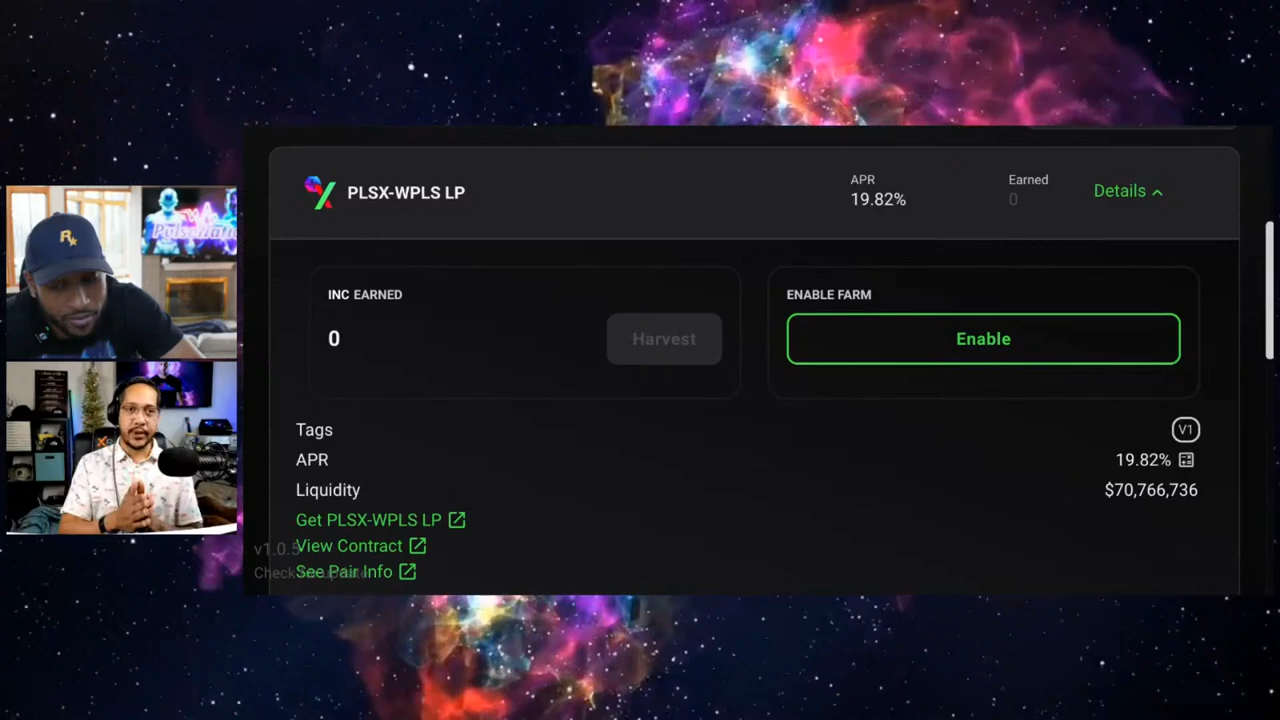 PLSX-WPLS LP
APR
19.82%
Earned
0
Details
INC EARNED
0
Harvest
ENABLE FARM
Enable
Tags
V1
APR
19.82%
Liquidity
$70,766,736
Get PLSX-WPLS LP
View Contract
See Pair Info
v1.0.5
Check
R